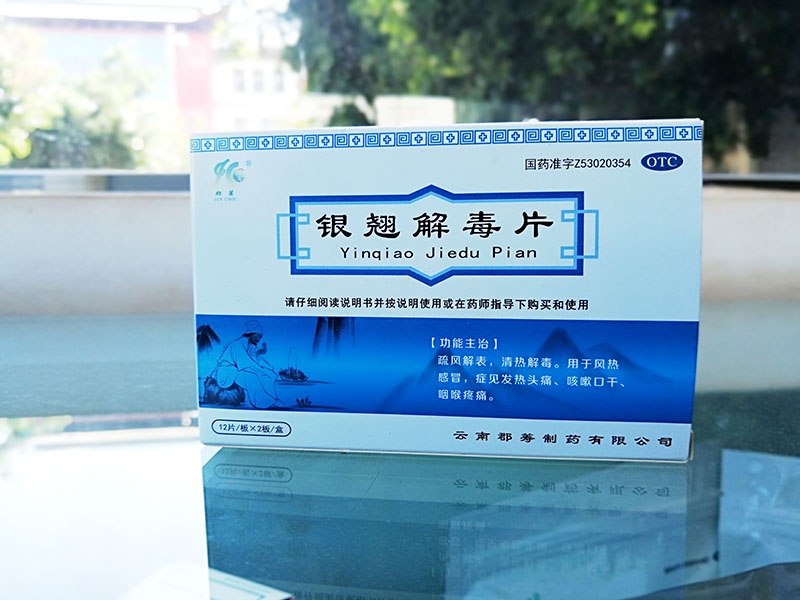 国药准字Z53020354 OTC
郡筹
JUN CHOU
银翘解毒片
Yinqiao Jiedu Pian
请仔细阅读说明书并按说明使用或在药师指导下购买和使用
【功能主治】
疏风解表，清热解毒。用于风热
感冒，症见发热头痛、咳嗽口干、
咽喉疼痛。
12片/板×2板/盒
云南郡筹制药有限公司